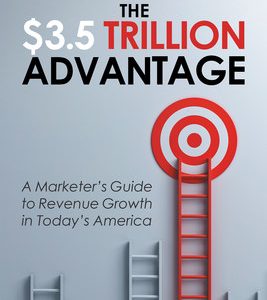 THE
$3.5 TRILLION
ADVANTAGE
A Marketer's Guide
to Revenue Growth
in Today's America